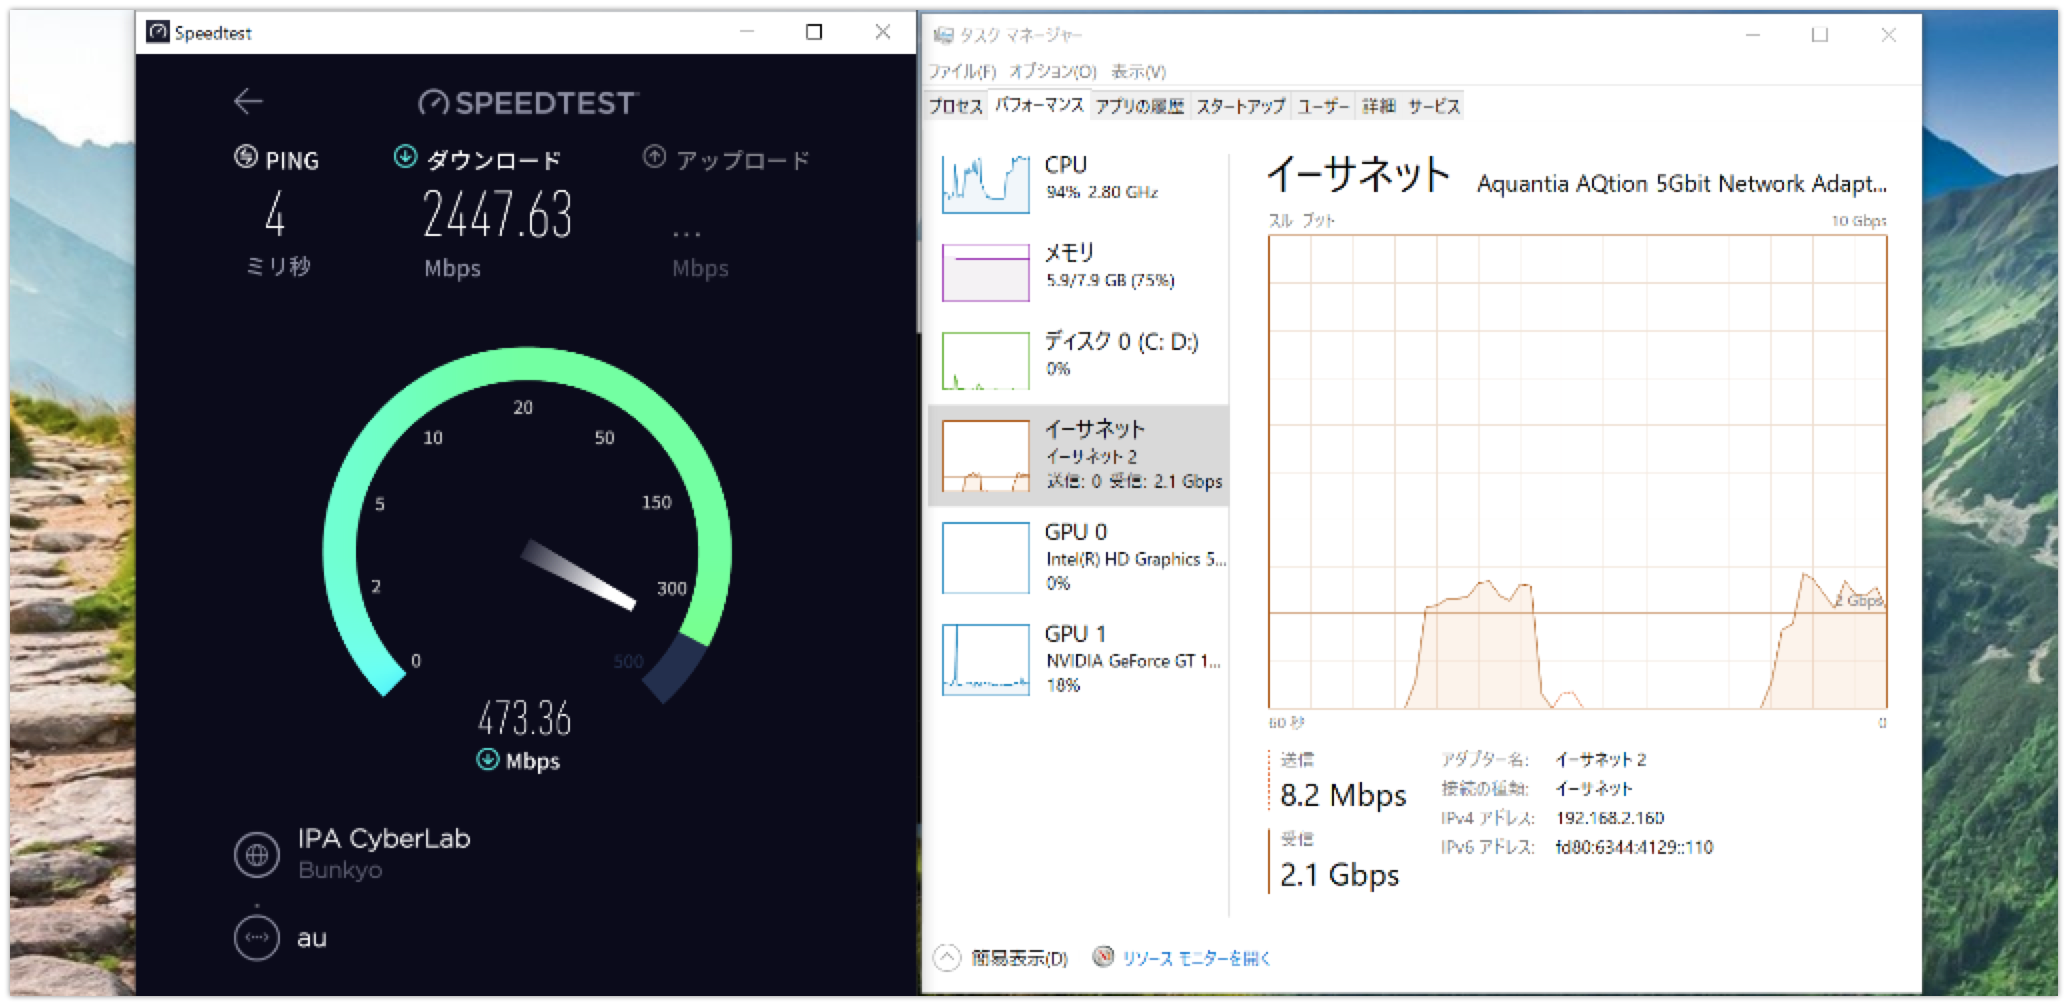 Speedtest
SPEEDTEST
PING
ダウンロード
アップロード
4
2447.63
...
ミリ秒
Mbps
Mbps
0
2
5
10
20
50
150
300
500
473.36
Mbps
IPA CyberLab
Bunkyo
au
タスク マネージャー
ファイル(F) オプション(O) 表示(V)
プロセス パフォーマンス アプリの履歴 スタートアップ ユーザー 詳細 サービス
CPU
94% 2.80 GHz
メモリ
5.9/7.9 GB (75%)
ディスク 0 (C: D:)
0%
イーサネット
イーサネット 2
送信: 0 受信: 2.1 Gbps
GPU 0
Intel(R) HD Graphics 5...
0%
GPU 1
NVIDIA GeForce GT 1...
18%
イーサネット Aquantia AQtion 5Gbit Network Adapt...
スループット 10 Gbps
2 Gbps
60 秒 0
送信
8.2 Mbps
受信
2.1 Gbps
アダプター名: イーサネット 2
接続の種類: イーサネット
IPv4 アドレス: 192.168.2.160
IPv6 アドレス: fd80:6344:4129::110
簡易表示(D) リソース モニターを開く